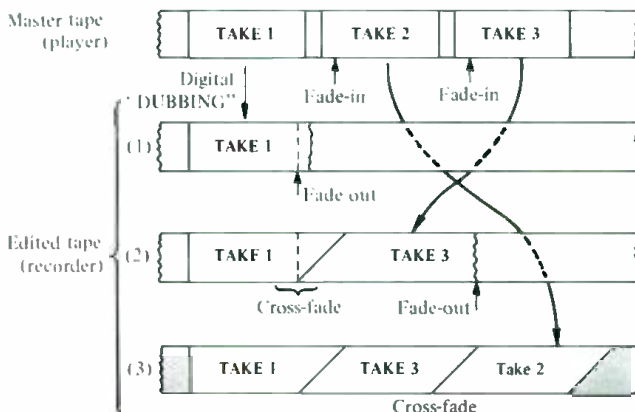 Master tape
(player)
TAKE 1
TAKE 2
TAKE 3
Digital
"DUBBING"
Fade-in
Fade-in
(1)
TAKE 1
Fade out
Edited tape
(recorder)
(2)
TAKE 1
TAKE 3
Cross-fade
Fade-out
(3)
TAKE 1
TAKE 3
Take 2
Cross-fade